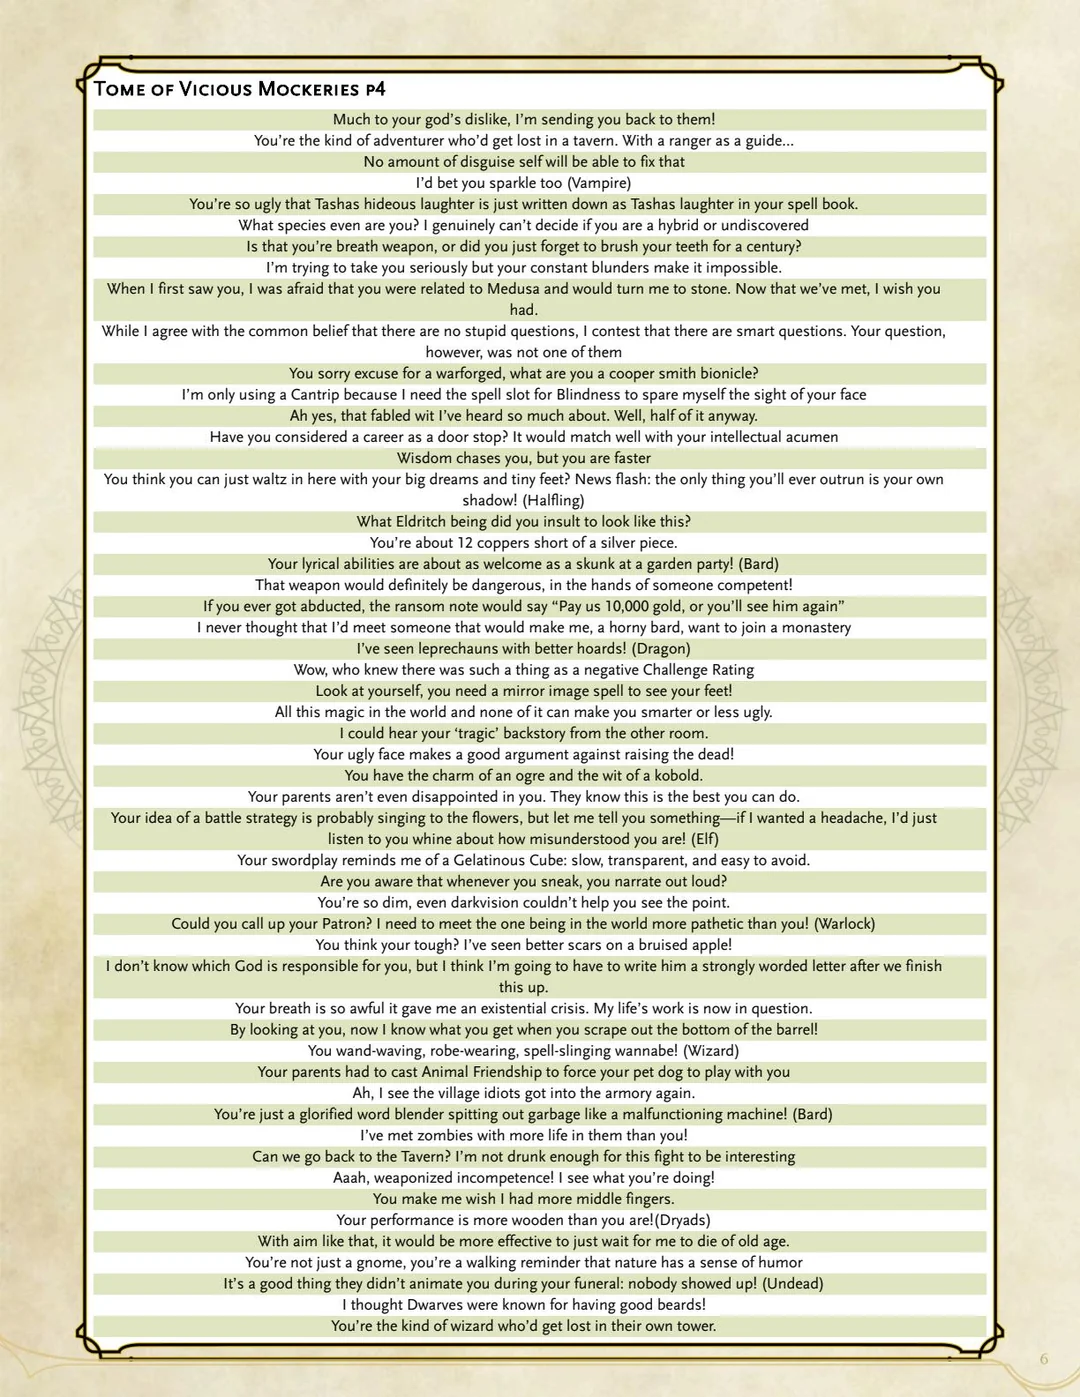 Tome of Vicious Mockeries p4
Much to your god's dislike, I'm sending you back to them!
You're the kind of adventurer who'd get lost in a tavern. With a ranger as a guide...
No amount of disguise self will be able to fix that
I'd bet you sparkle too (Vampire)
You're so ugly that Tashas hideous laughter is just written down as Tashas laughter in your spell book.
What species even are you? I genuinely can't decide if you are a hybrid or undiscovered
Is that you're breath weapon, or did you just forget to brush your teeth for a century?
I'm trying to take you seriously but your constant blunders make it impossible.
When I first saw you, I was afraid that you were related to Medusa and would turn me to stone. Now that we've met, I wish you
had.
While I agree with the common belief that there are no stupid questions, I contest that there are smart questions. Your question,
however, was not one of them
You sorry excuse for a warforged, what are you a cooper smith bionicle?
I'm only using a Cantrip because I need the spell slot for Blindness to spare myself the sight of your face
Ah yes, that fabled wit I've heard so much about. Well, half of it anyway.
Have you considered a career as a door stop? It would match well with your intellectual acumen
Wisdom chases you, but you are faster
You think you can just waltz in here with your big dreams and tiny feet? News flash: the only thing you'll ever outrun is your own
shadow! (Halfling)
What Eldritch being did you insult to look like this?
You're about 12 coppers short of a silver piece.
Your lyrical abilities are about as welcome as a skunk at a garden party! (Bard)
That weapon would definitely be dangerous, in the hands of someone competent!
If you ever got abducted, the ransom note would say “Pay us 10,000 gold, or you'll see him again”
I never thought that I'd meet someone that would make me, a horny bard, want to join a monastery
I've seen leprechauns with better hoards! (Dragon)
Wow, who knew there was such a thing as a negative Challenge Rating
Look at yourself, you need a mirror image spell to see your feet!
All this magic in the world and none of it can make you smarter or less ugly.
I could hear your ‘tragic’ backstory from the other room.
Your ugly face makes a good argument against raising the dead!
You have the charm of an ogre and the wit of a kobold.
Your parents aren't even disappointed in you. They know this is the best you can do.
Your idea of a battle strategy is probably singing to the flowers, but let me tell you something—if I wanted a headache, I'd just
listen to you whine about how misunderstood you are! (Elf)
Your swordplay reminds me of a Gelatinous Cube: slow, transparent, and easy to avoid.
Are you aware that whenever you sneak, you narrate out loud?
You're so dim, even darkvision couldn't help you see the point.
Could you call up your Patron? I need to meet the one being in the world more pathetic than you! (Warlock)
You think your tough? I've seen better scars on a bruised apple!
I don't know which God is responsible for you, but I think I'm going to have to write him a strongly worded letter after we finish
this up.
Your breath is so awful it gave me an existential crisis. My life's work is now in question.
By looking at you, now I know what you get when you scrape out the bottom of the barrel!
You wand-waving, robe-wearing, spell-slinging wannabe! (Wizard)
Your parents had to cast Animal Friendship to force your pet dog to play with you
Ah, I see the village idiots got into the armory again.
You're just a glorified word blender spitting out garbage like a malfunctioning machine! (Bard)
I've met zombies with more life in them than you!
Can we go back to the Tavern? I'm not drunk enough for this fight to be interesting
Aaah, weaponized incompetence! I see what you're doing!
You make me wish I had more middle fingers.
Your performance is more wooden than you are!(Dryads)
With aim like that, it would be more effective to just wait for me to die of old age.
You're not just a gnome, you're a walking reminder that nature has a sense of humor
It's a good thing they didn't animate you during your funeral: nobody showed up! (Undead)
I thought Dwarves were known for having good beards!
You're the kind of wizard who'd get lost in their own tower.
6